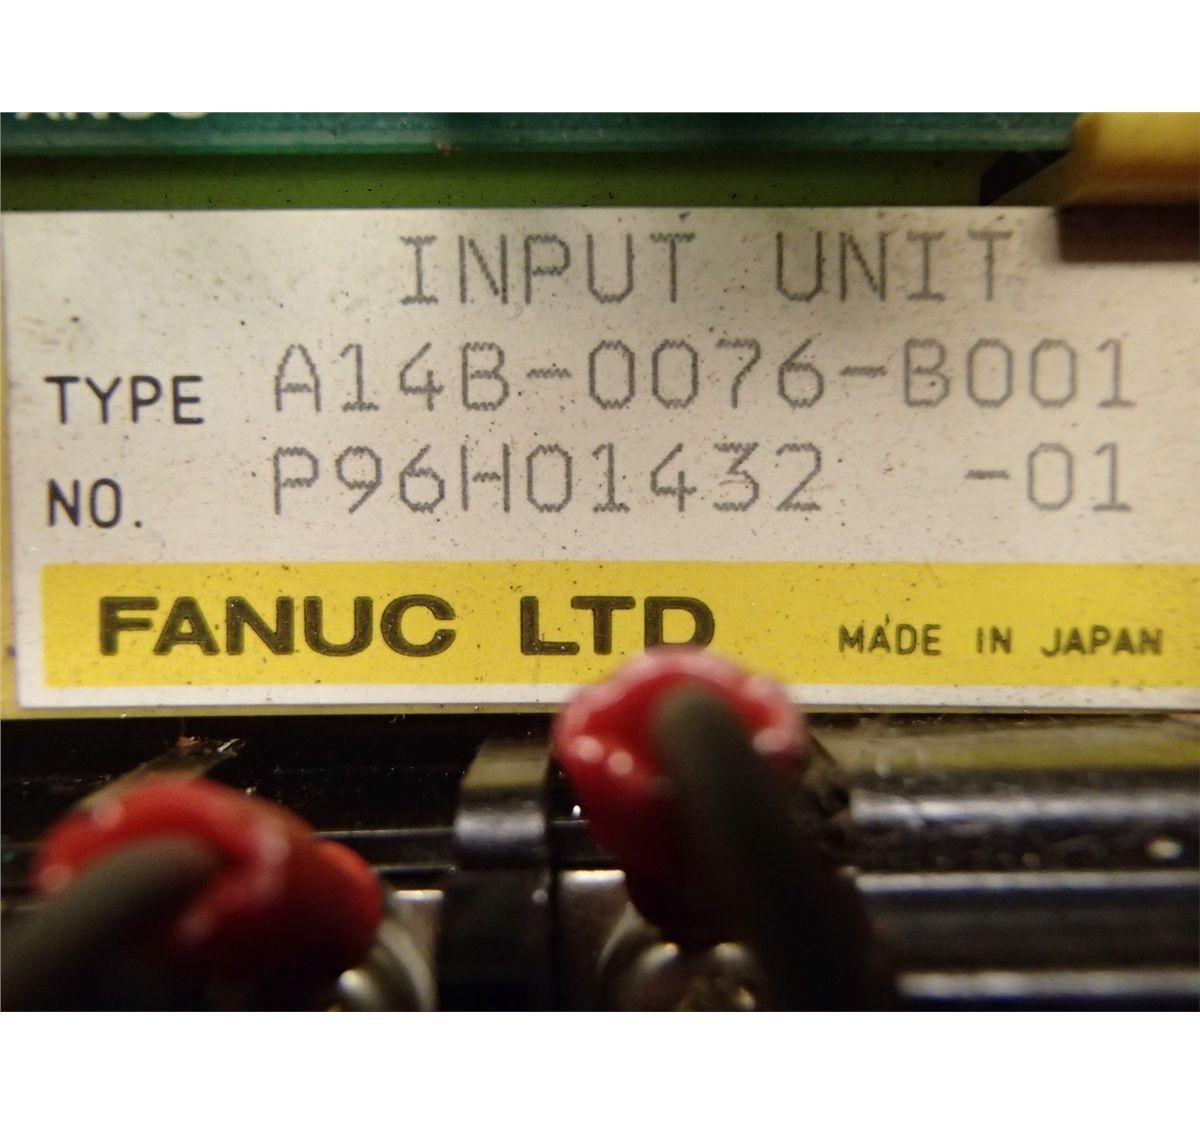 INPUT UNIT
TYPE A14B-0076-B001
NO. P96H01432 -01
FANUC LTD MADE IN JAPAN